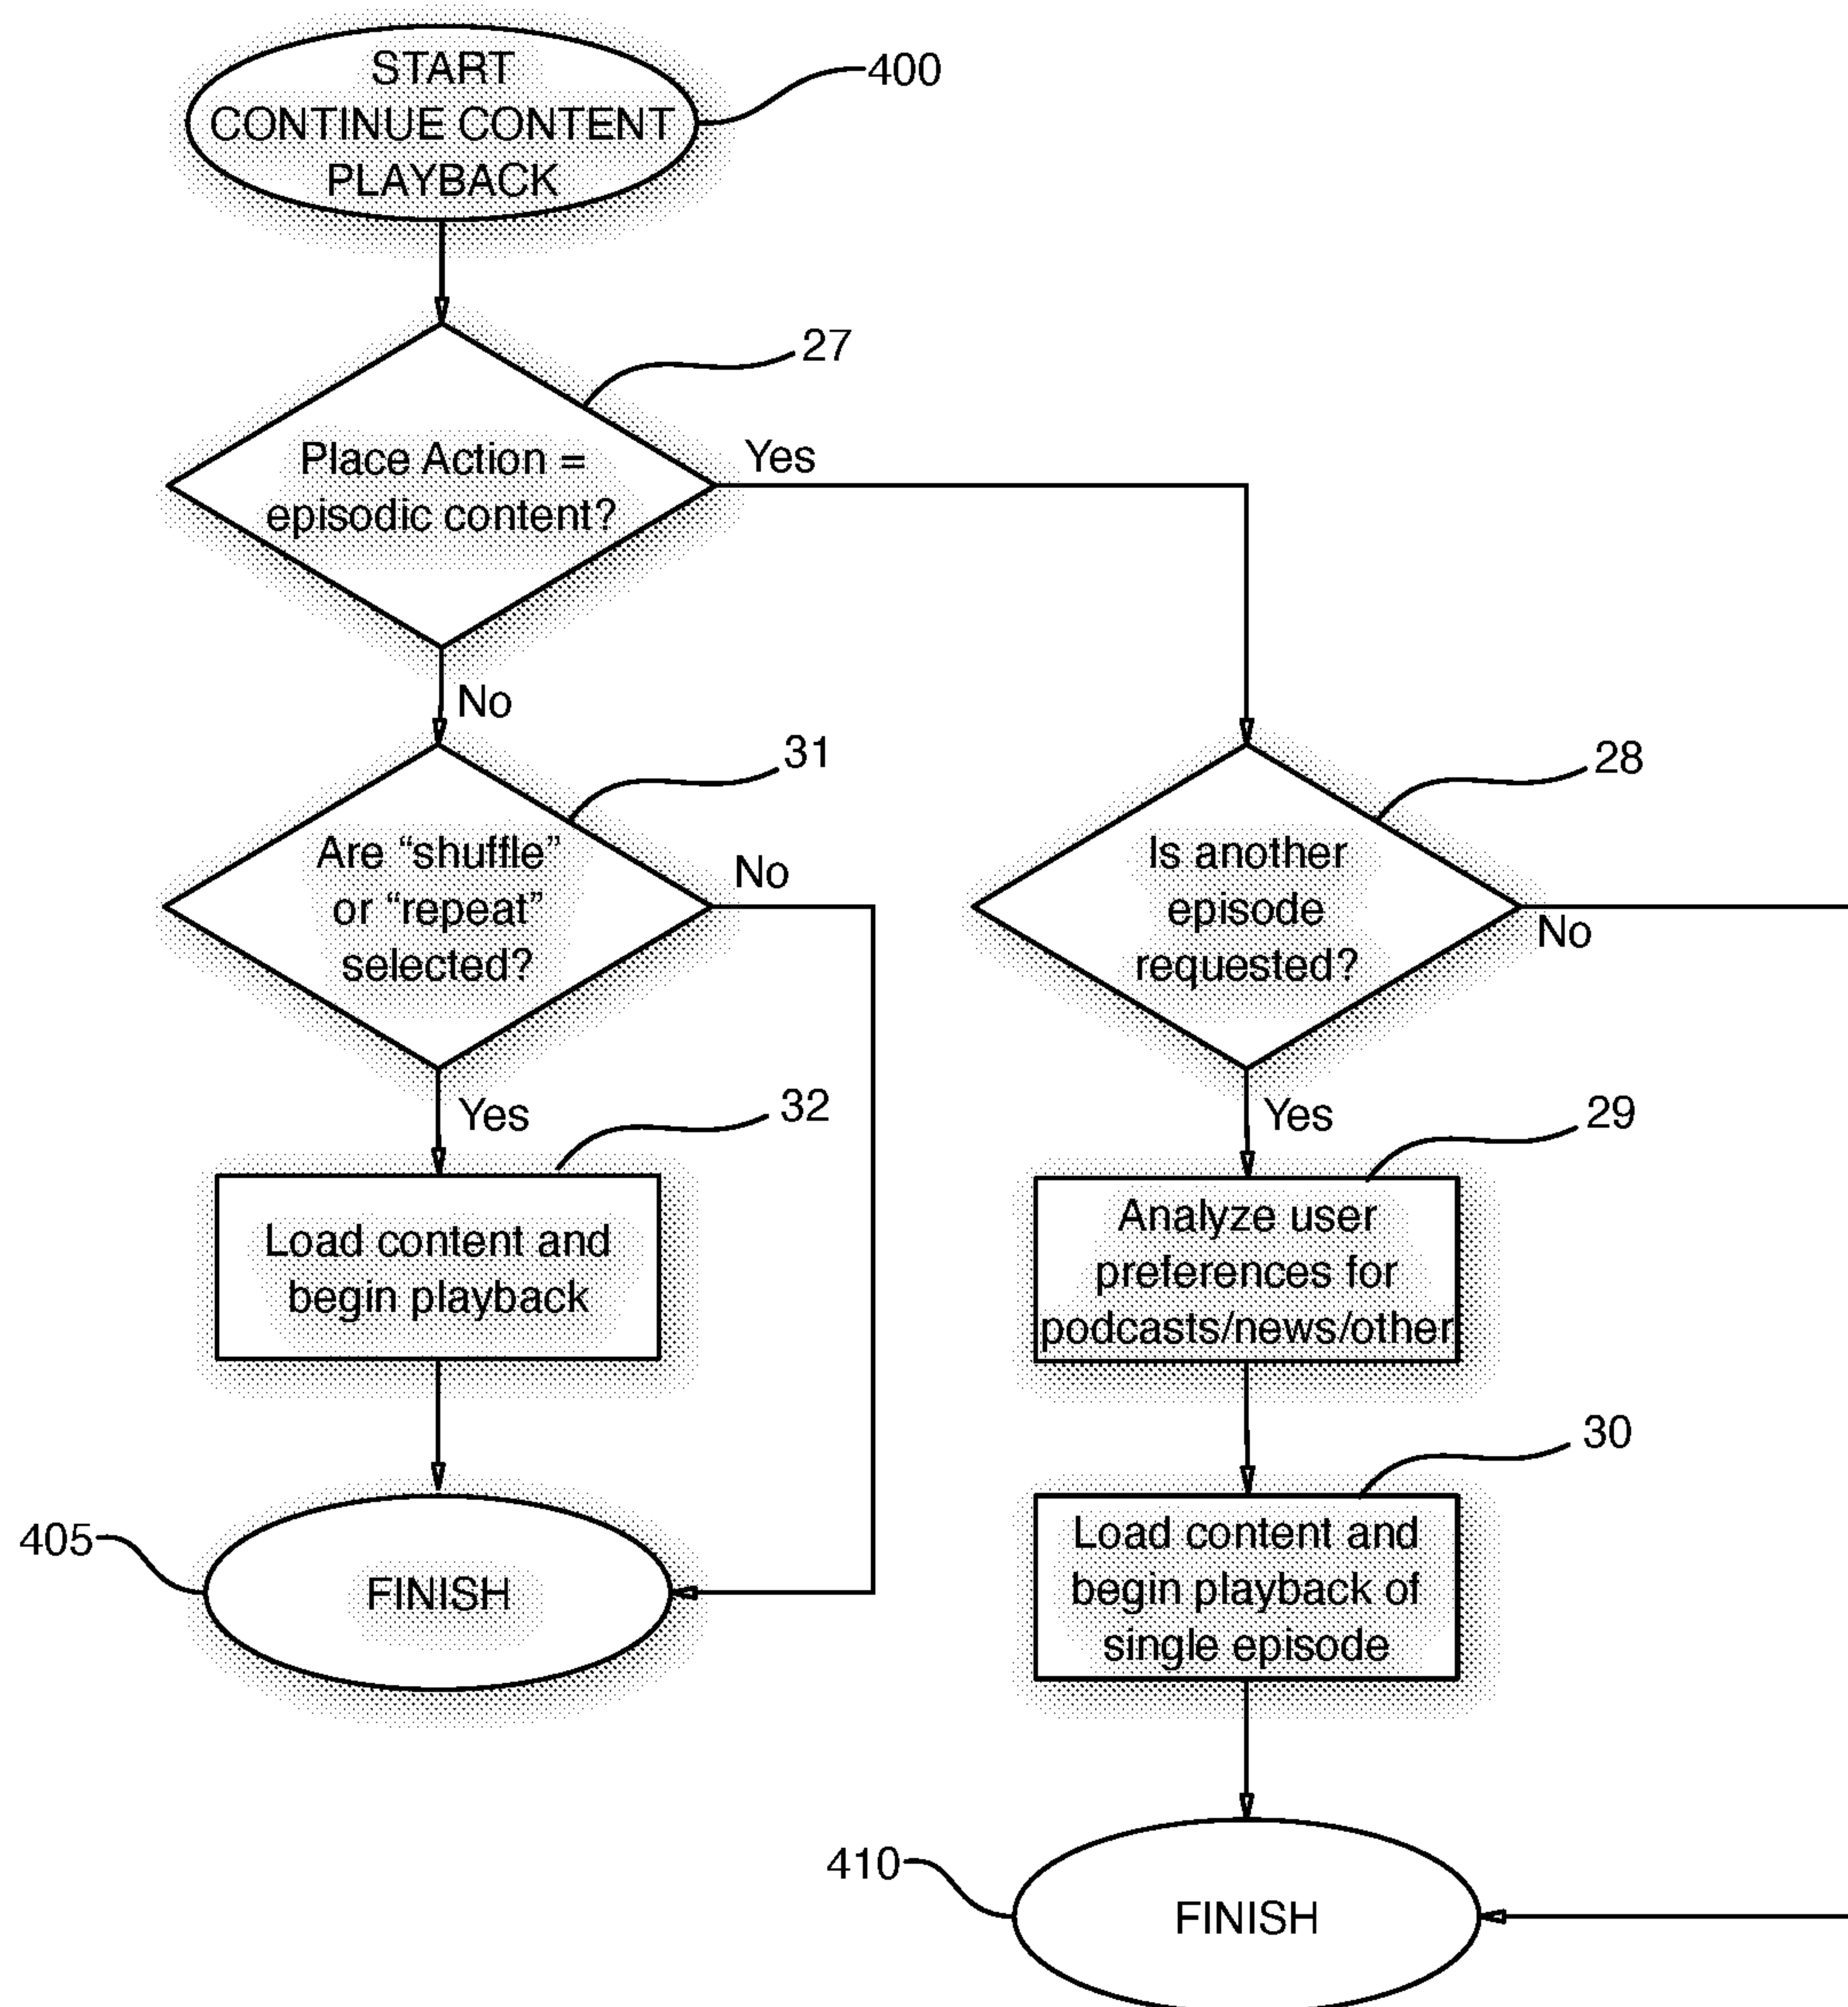 START
CONTINUE CONTENT
PLAYBACK
400
27
Place Action =
episodic content?
Yes
No
31
Are “shuffle”
or “repeat”
selected?
No
28
Is another
episode
requested?
No
Yes
32
Load content and
begin playback
Yes
29
Analyze user
preferences for
podcasts/news/other
30
Load content and
begin playback of
single episode
405
FINISH
410
FINISH